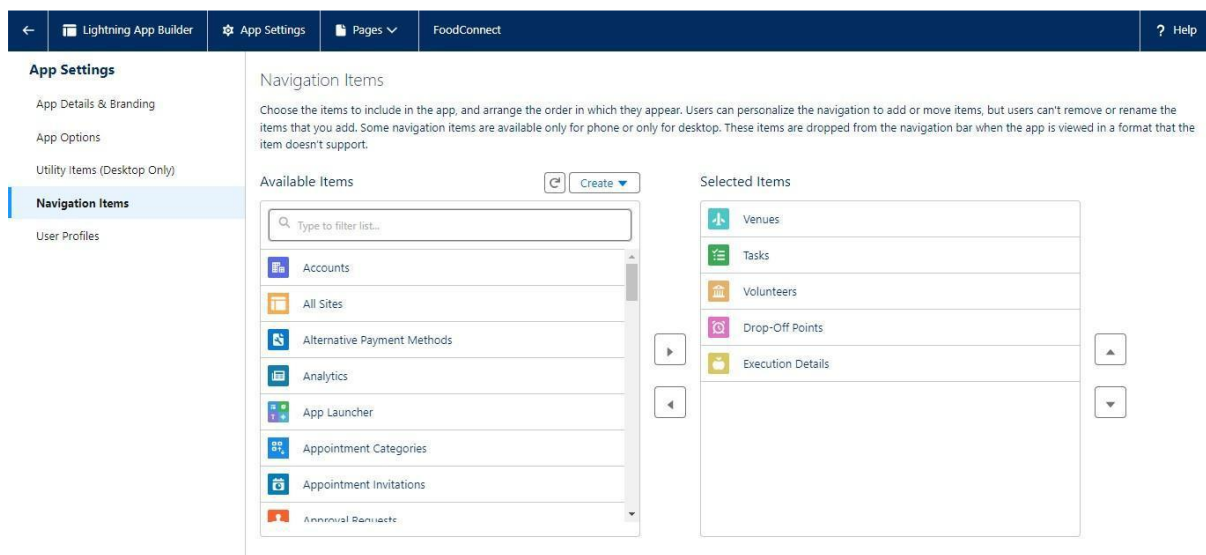 Lightning App Builder
App Settings
Pages
FoodConnect
? Help
App Settings
App Details & Branding
App Options
Utility Items (Desktop Only)
Navigation Items
User Profiles
Navigation Items
Choose the items to include in the app, and arrange the order in which they appear. Users can personalize the navigation to add or move items, but users can't remove or rename the
items that you add. Some navigation items are available only for phone or only for desktop. These items are dropped from the navigation bar when the app is viewed in a format that the
item doesn't support.
Available Items
Create
Type to filter list...
Accounts
All Sites
Alternative Payment Methods
Analytics
App Launcher
Appointment Categories
Appointment Invitations
Approval Requests
Selected Items
Venues
Tasks
Volunteers
Drop-Off Points
Execution Details